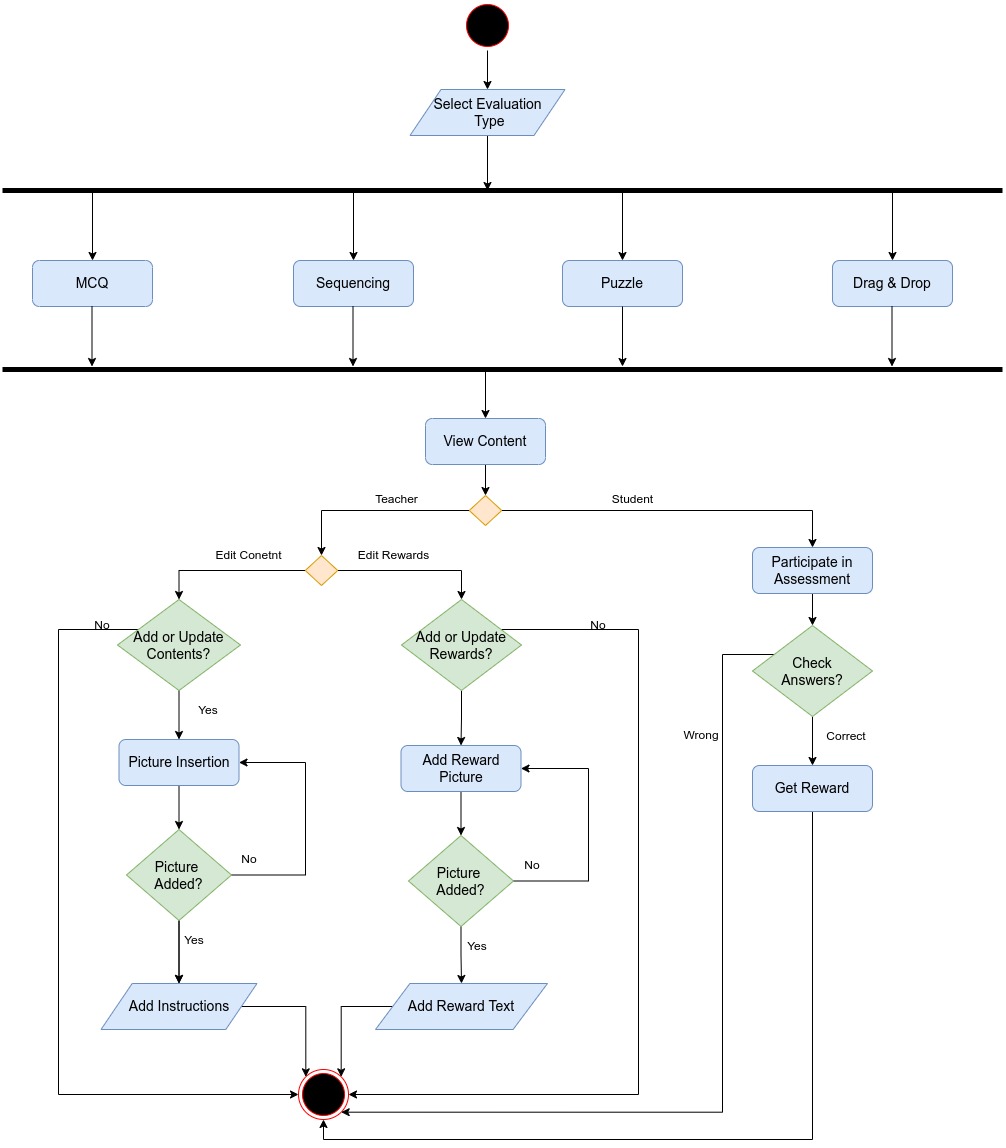 Select Evaluation
Type
MCQ
Sequencing
Puzzle
Drag & Drop
View Content
Teacher
Student
Edit Conetnt
Edit Rewards
Participate in
Assessment
No
Add or Update
Contents?
Add or Update
Rewards?
No
Check
Answers?
Yes
Wrong
Correct
Picture Insertion
Add Reward
Picture
Get Reward
Picture
Added?
No
Picture
Added?
No
Yes
Yes
Add Instructions
Add Reward Text